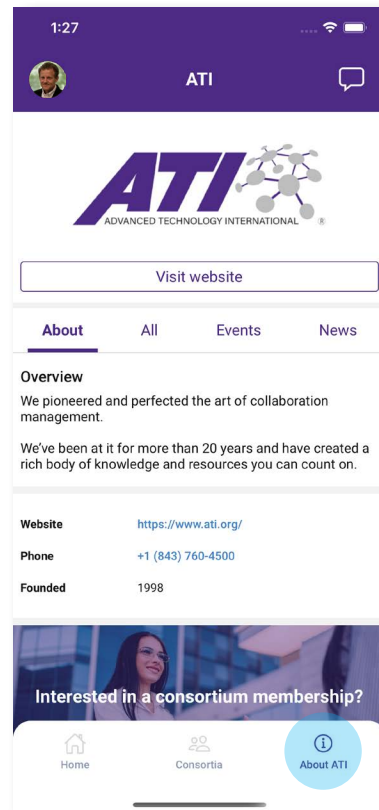 1:27
ATI
ATI
ADVANCED TECHNOLOGY INTERNATIONAL ®
Visit website
About All Events News
Overview
We pioneered and perfected the art of collaboration
management.
We've been at it for more than 20 years and have created a
rich body of knowledge and resources you can count on.
Website https://www.ati.org/
Phone +1 (843) 760-4500
Founded 1998
Interested in a consortium membership?
Home Consortia About ATI